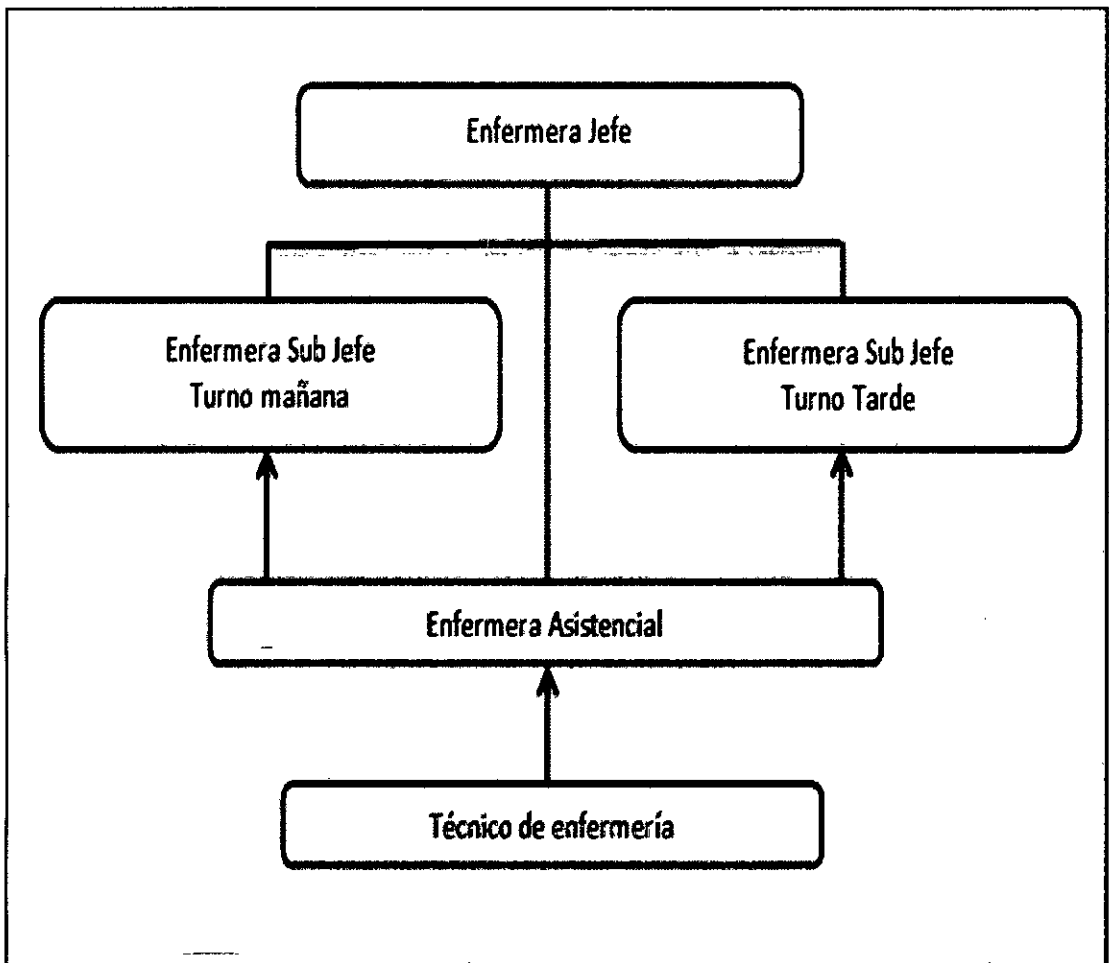 Enfermera Jefe
Enfermera Sub Jefe
Turno mañana
Enfermera Sub Jefe
Turno Tarde
Enfermera Asistencial
Técnico de enfermería